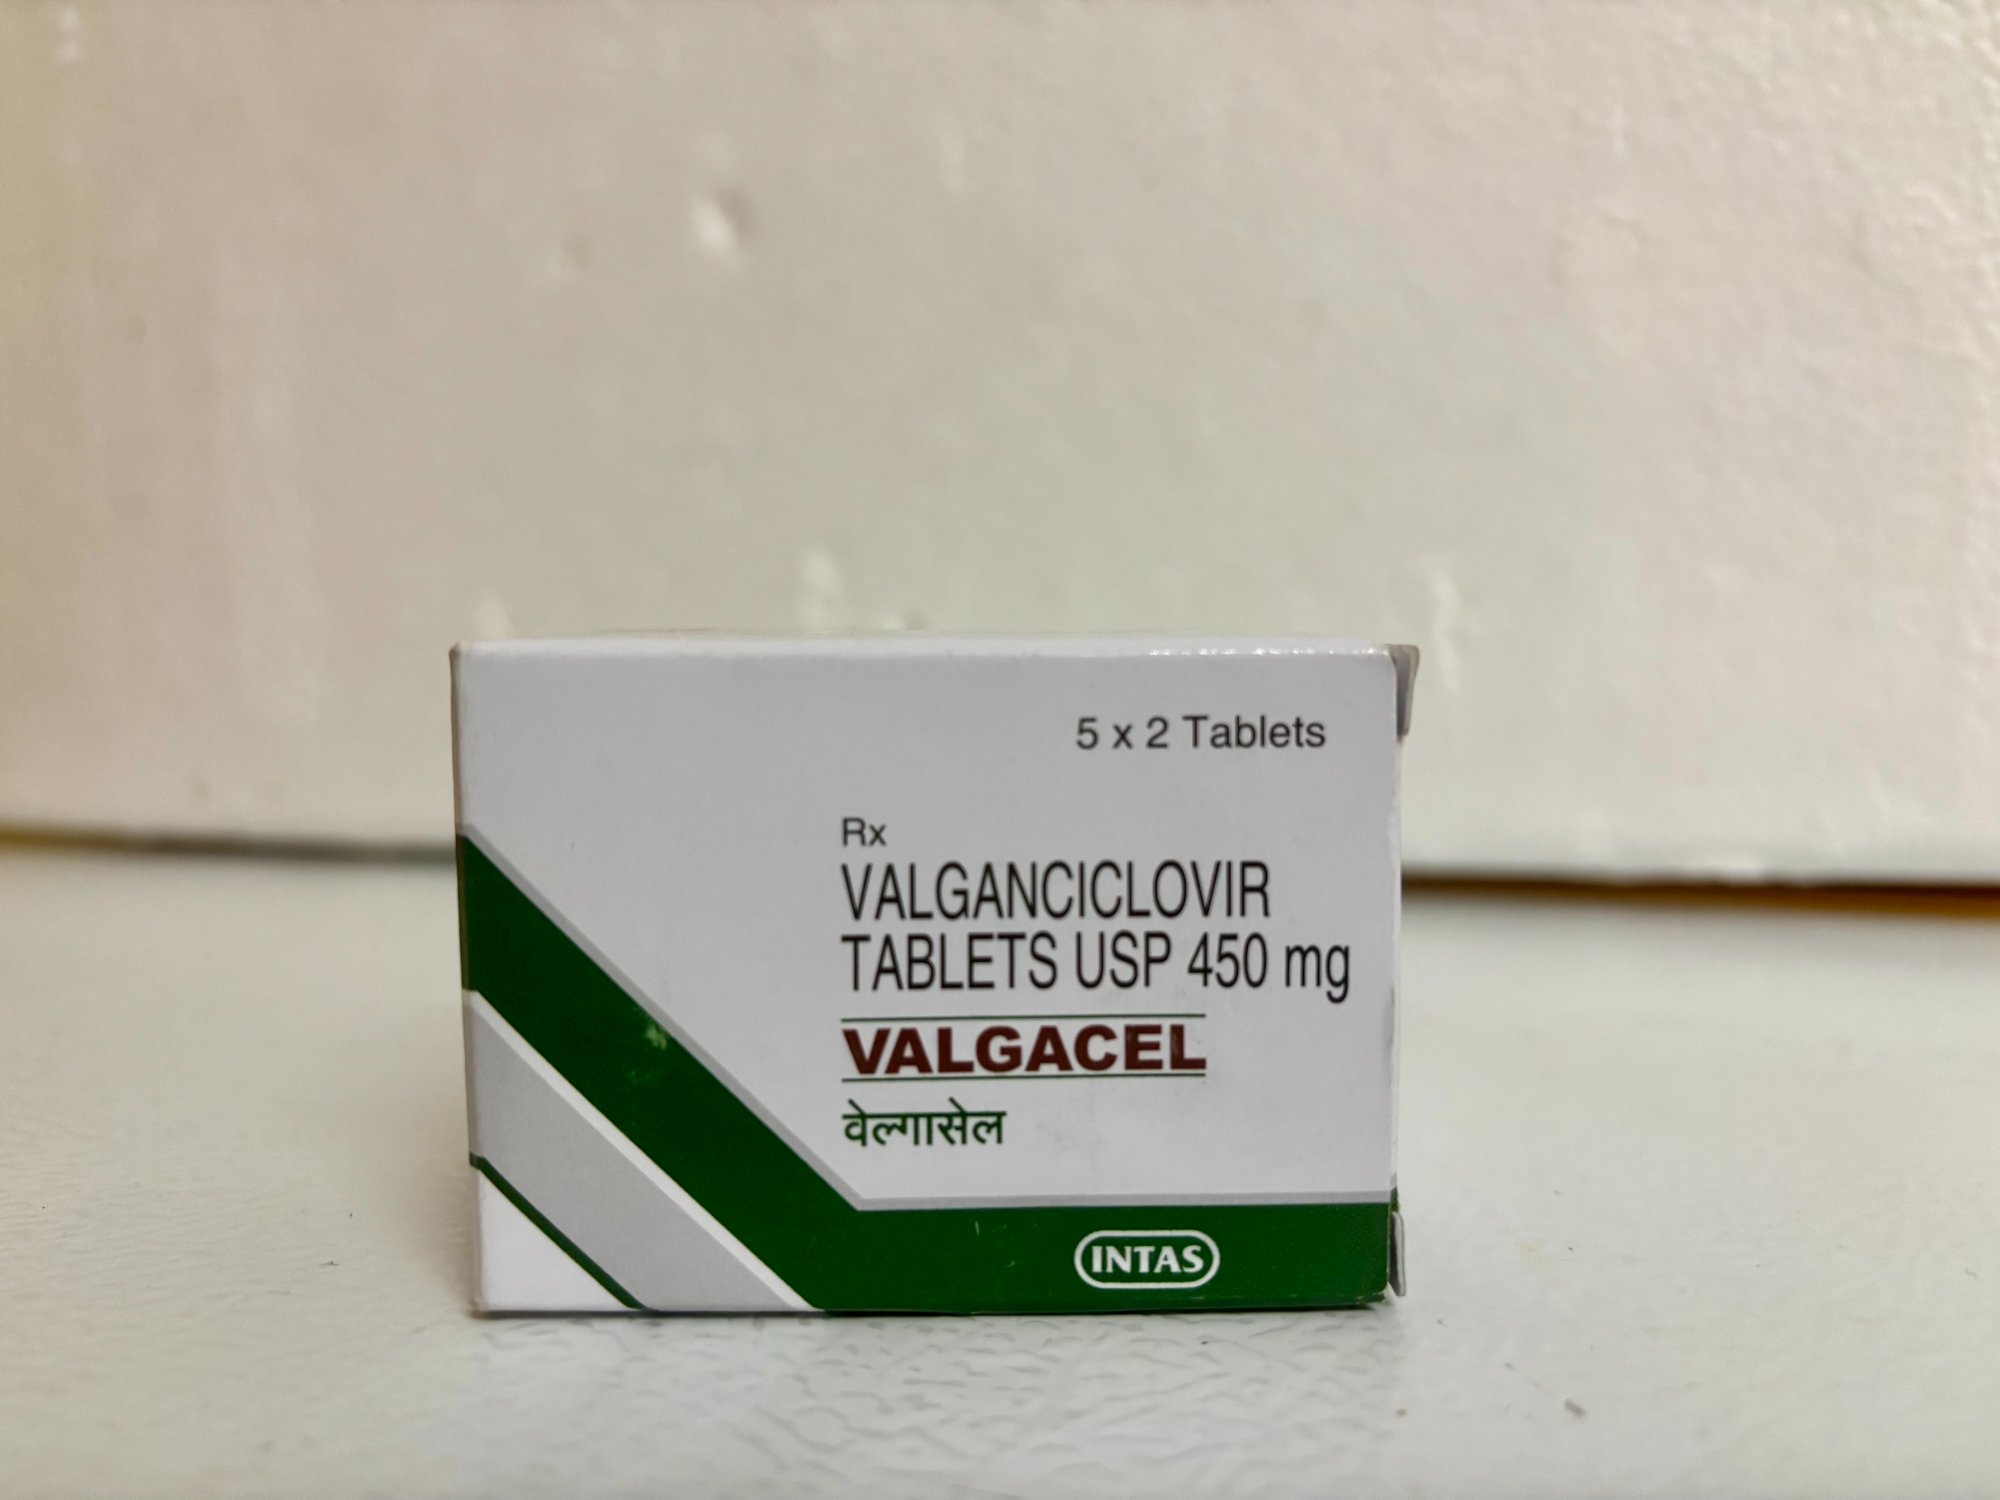 5 x 2 Tablets
Rx
VALGANCICLOVIR
TABLETS USP 450 mg
VALGACEL
वेल्गासेल
INTAS